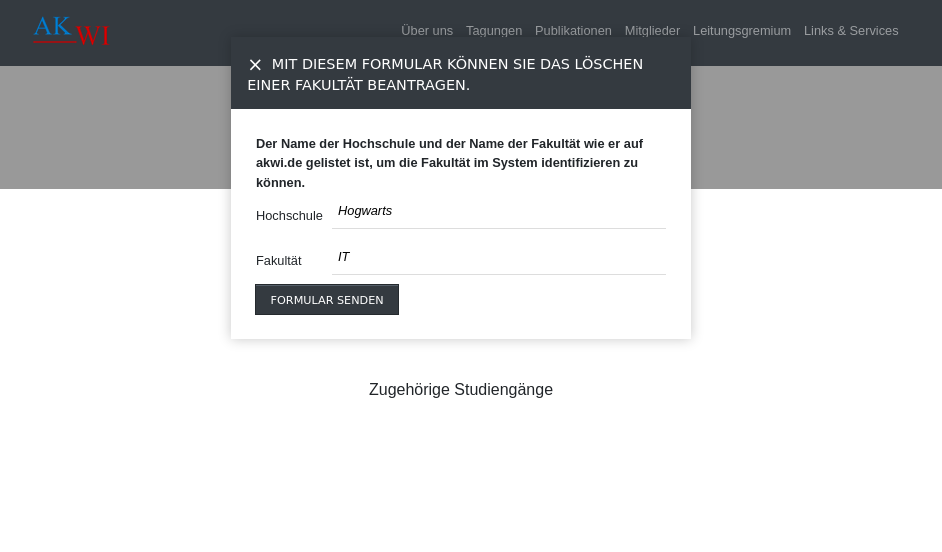 AKWI
Über uns Tagungen Publikationen Mitglieder Leitungsgremium Links & Services
× MIT DIESEM FORMULAR KÖNNEN SIE DAS LÖSCHEN
EINER FAKULTÄT BEANTRAGEN.
Der Name der Hochschule und der Name der Fakultät wie er auf
akwi.de gelistet ist, um die Fakultät im System identifizieren zu
können.
Hochschule Hogwarts
Fakultät IT
FORMULAR SENDEN
Zugehörige Studiengänge